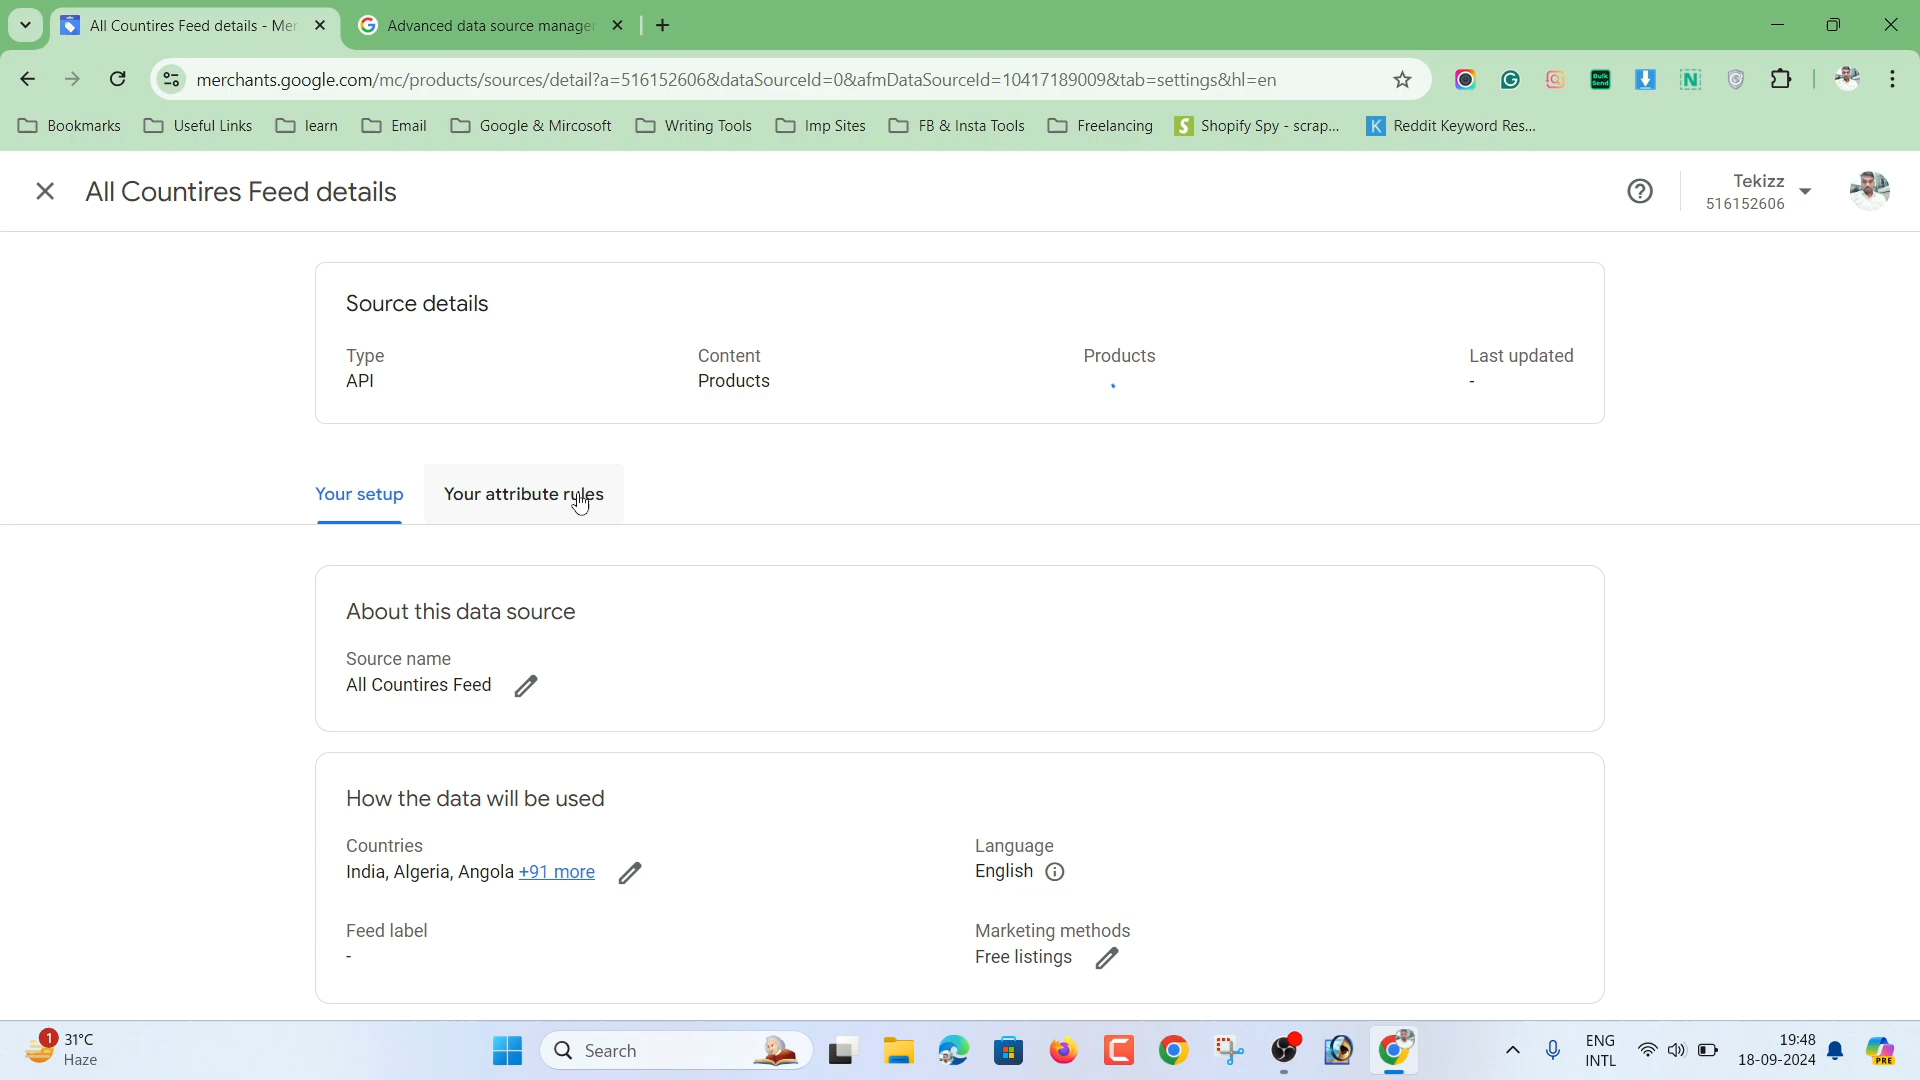 All Countires Feed details - Mer
Advanced data source manage
merchants.google.com/mc/products/sources/detail?a=516152606&dataSourceId=0&afmDataSourceId=10417189009&tab=settings&hl=en
Bookmarks
Useful Links
learn
Email
Google & Mircosoft
Writing Tools
Imp Sites
FB & Insta Tools
Freelancing
Shopify Spy - scrap...
Reddit Keyword Res...
All Countires Feed details
Tekizz
516152606
Source details
Type
API
Content
Products
Products
Last updated
-
Your setup
Your attribute rules
About this data source
Source name
All Countires Feed
How the data will be used
Countries
India, Algeria, Angola +91 more
Language
English
Feed label
-
Marketing methods
Free listings
1
31°C
Haze
Search
ENG
INTL
19:48
18-09-2024
PRE